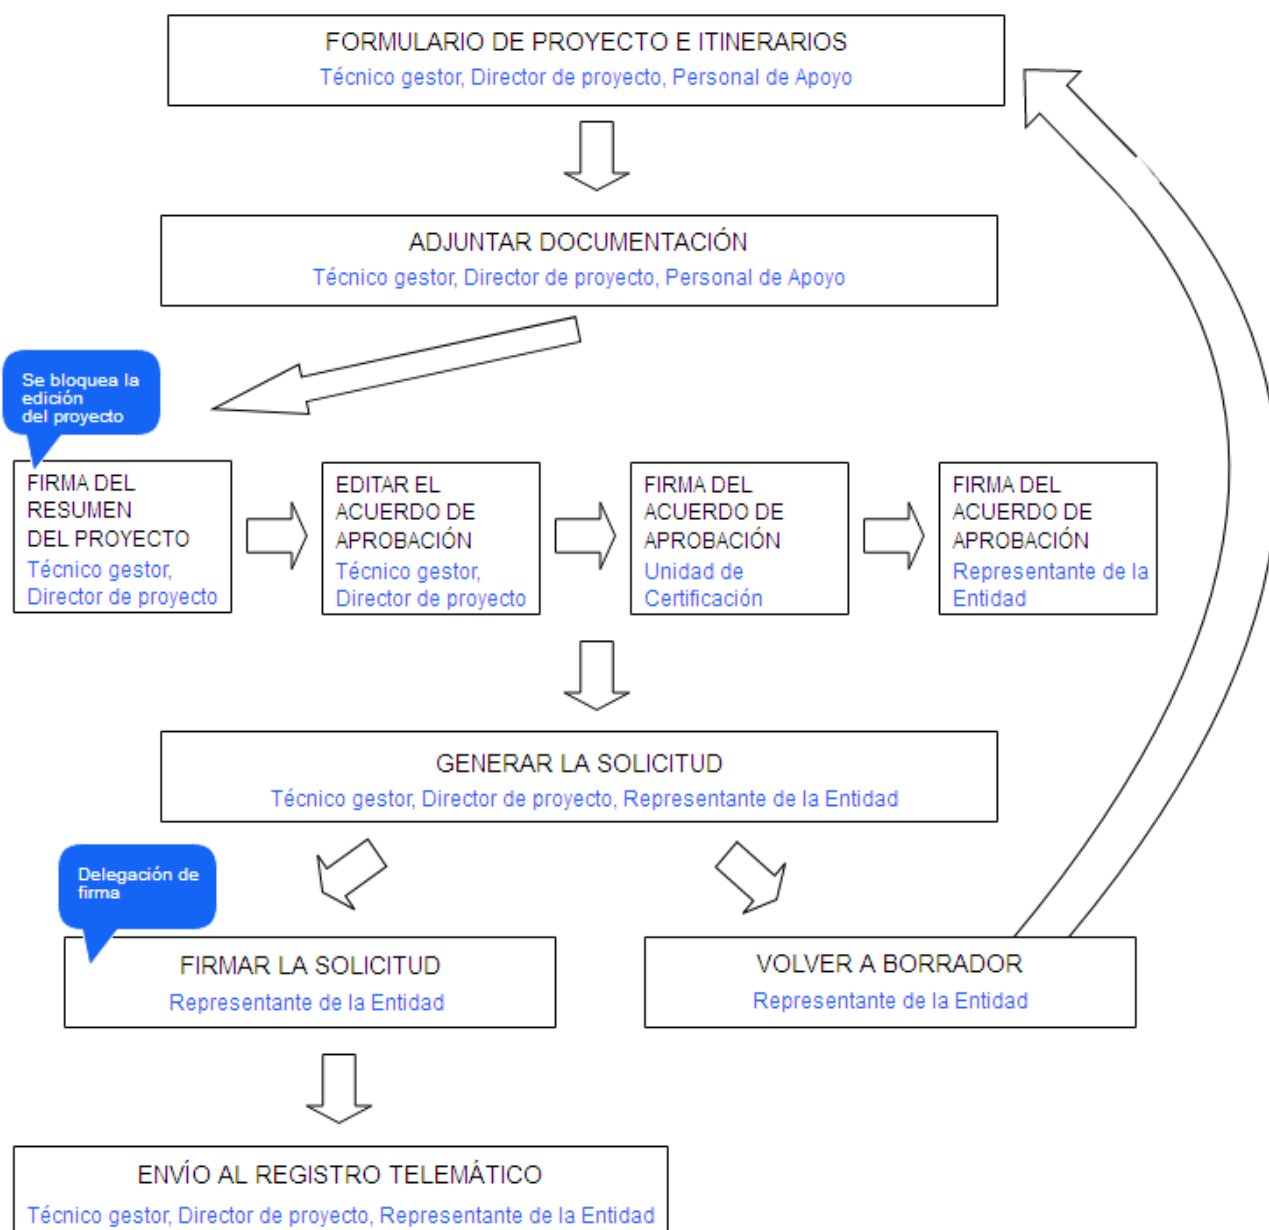 FORMULARIO DE PROYECTO E ITINERARIOS
Técnico gestor, Director de proyecto, Personal de Apoyo
ADJUNTAR DOCUMENTACIÓN
Técnico gestor, Director de proyecto, Personal de Apoyo
Se bloquea la
edición
del proyecto
FIRMA DEL
RESUMEN
DEL PROYECTO
Técnico gestor,
Director de proyecto
EDITAR EL
ACUERDO DE
APROBACIÓN
Técnico gestor,
Director de proyecto
FIRMA DEL
ACUERDO DE
APROBACIÓN
Unidad de
Certificación
FIRMA DEL
ACUERDO DE
APROBACIÓN
Representante de la
Entidad
GENERAR LA SOLICITUD
Técnico gestor, Director de proyecto, Representante de la Entidad
Delegación de
firma
FIRMAR LA SOLICITUD
Representante de la Entidad
VOLVER A BORRADOR
Representante de la Entidad
ENVÍO AL REGISTRO TELEMÁTICO
Técnico gestor, Director de proyecto, Representante de la Entidad